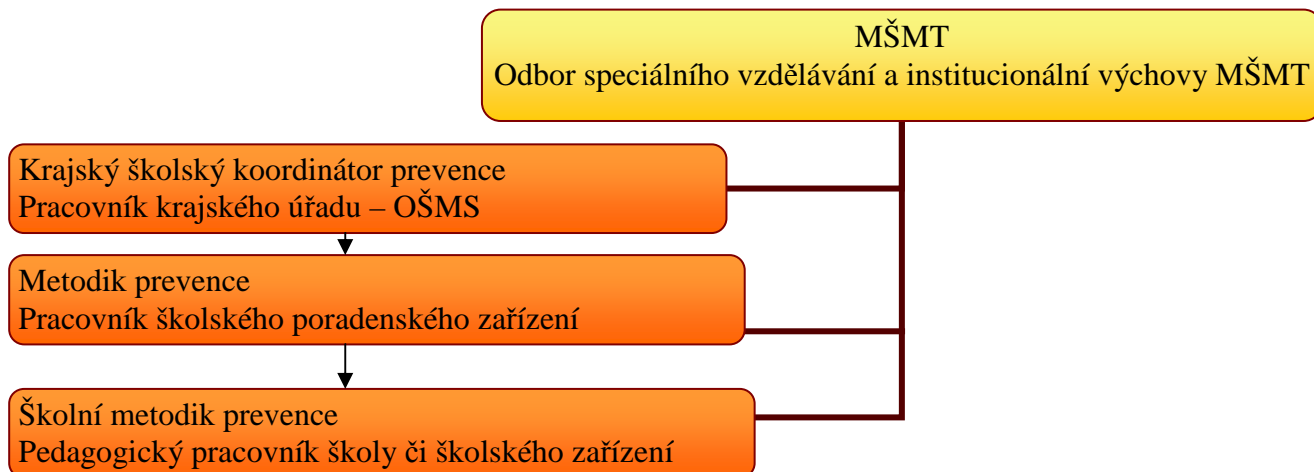 MŠMT
Odbor speciálního vzdělávání a institucionální výchovy MŠMT
Krajský školský koordinátor prevence
Pracovník krajského úřadu – OŠMS
Metodik prevence
Pracovník školského poradenského zařízení
Školní metodik prevence
Pedagogický pracovník školy či školského zařízení